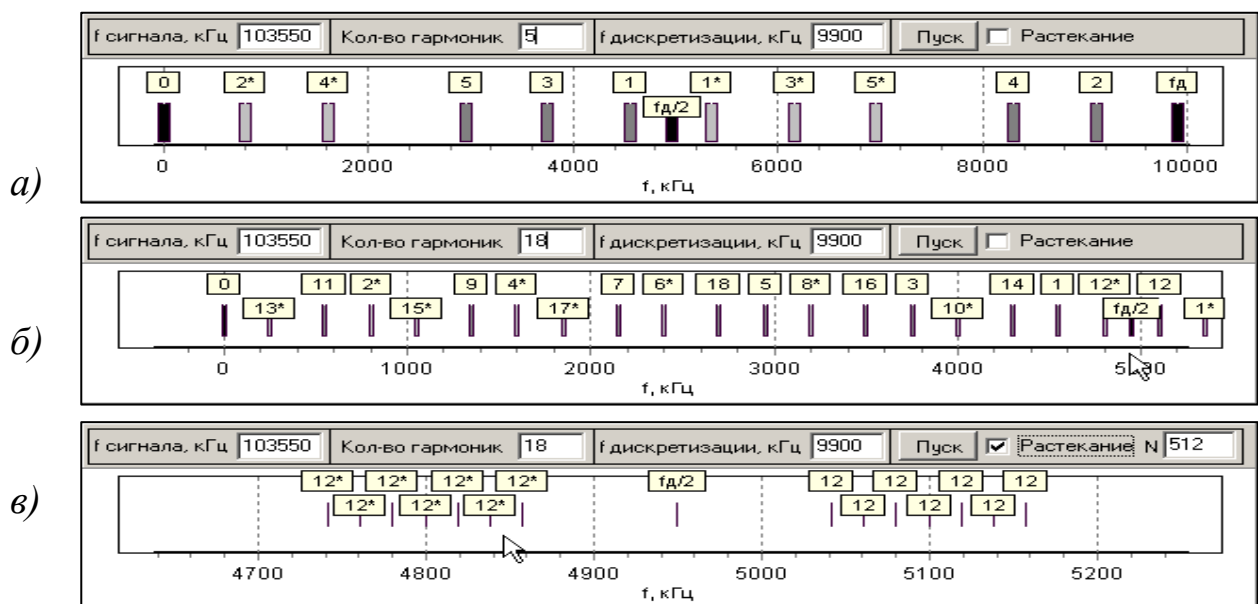 f сигнала, кГц 103550 Кол-во гармоник 5 f дискретизации, кГц 9900 Пуск Растекание
0 2* 4* 5 3 1 1* 3* 5* 4 2 fд
fд/2
0 2000 4000 6000 8000 10000
f, кГц
а)
f сигнала, кГц 103550 Кол-во гармоник 18 f дискретизации, кГц 9900 Пуск Растекание
0 11 2* 9 4* 7 6* 18 5 8* 16 3 14 1 12* 12
13* 15* 17* 10* fд/2 1*
0 1000 2000 3000 4000 5000
f, кГц
б)
f сигнала, кГц 103550 Кол-во гармоник 18 f дискретизации, кГц 9900 Пуск Растекание N 512
12* 12* 12* 12* fд/2 12 12 12 12
12* 12* 12* 12 12 12
4700 4800 4900 5000 5100 5200
f, кГц
в)